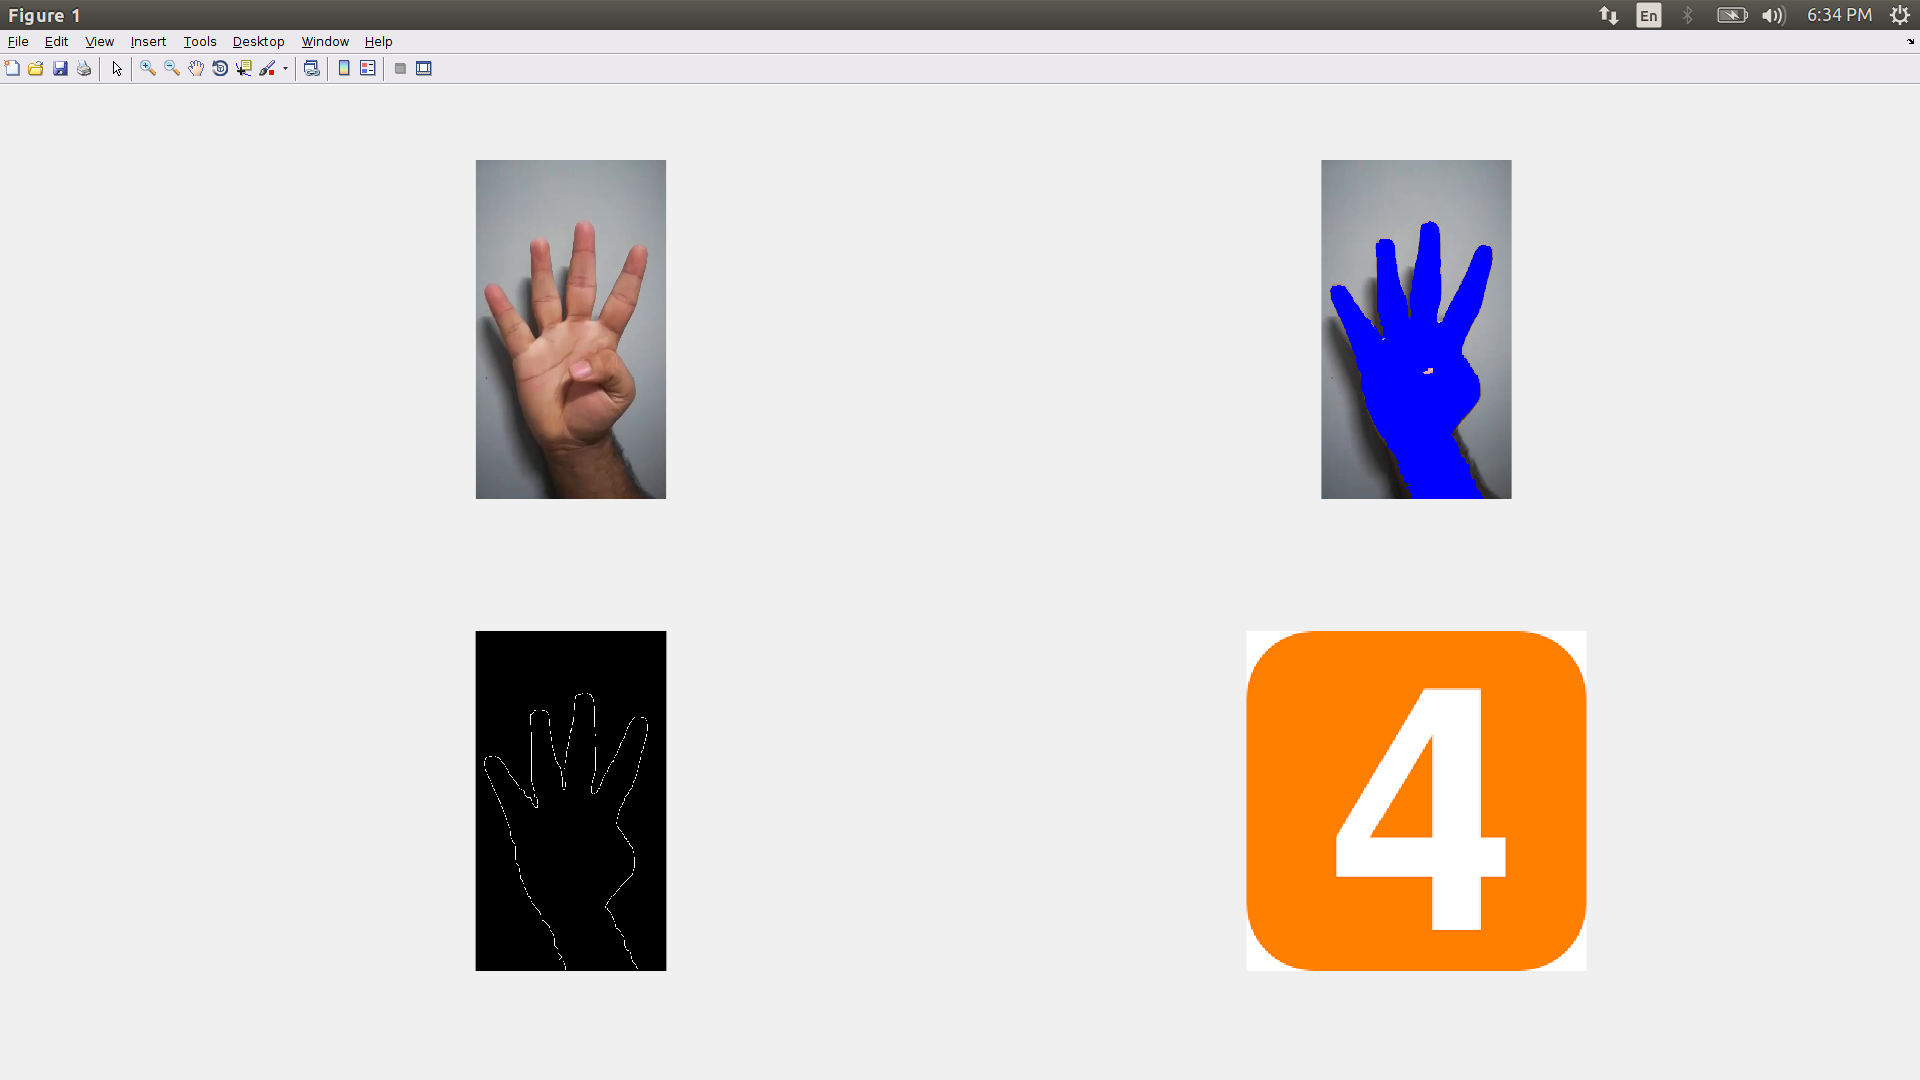 Figure 1
En
6:34 PM
File Edit View Insert Tools Desktop Window Help
4